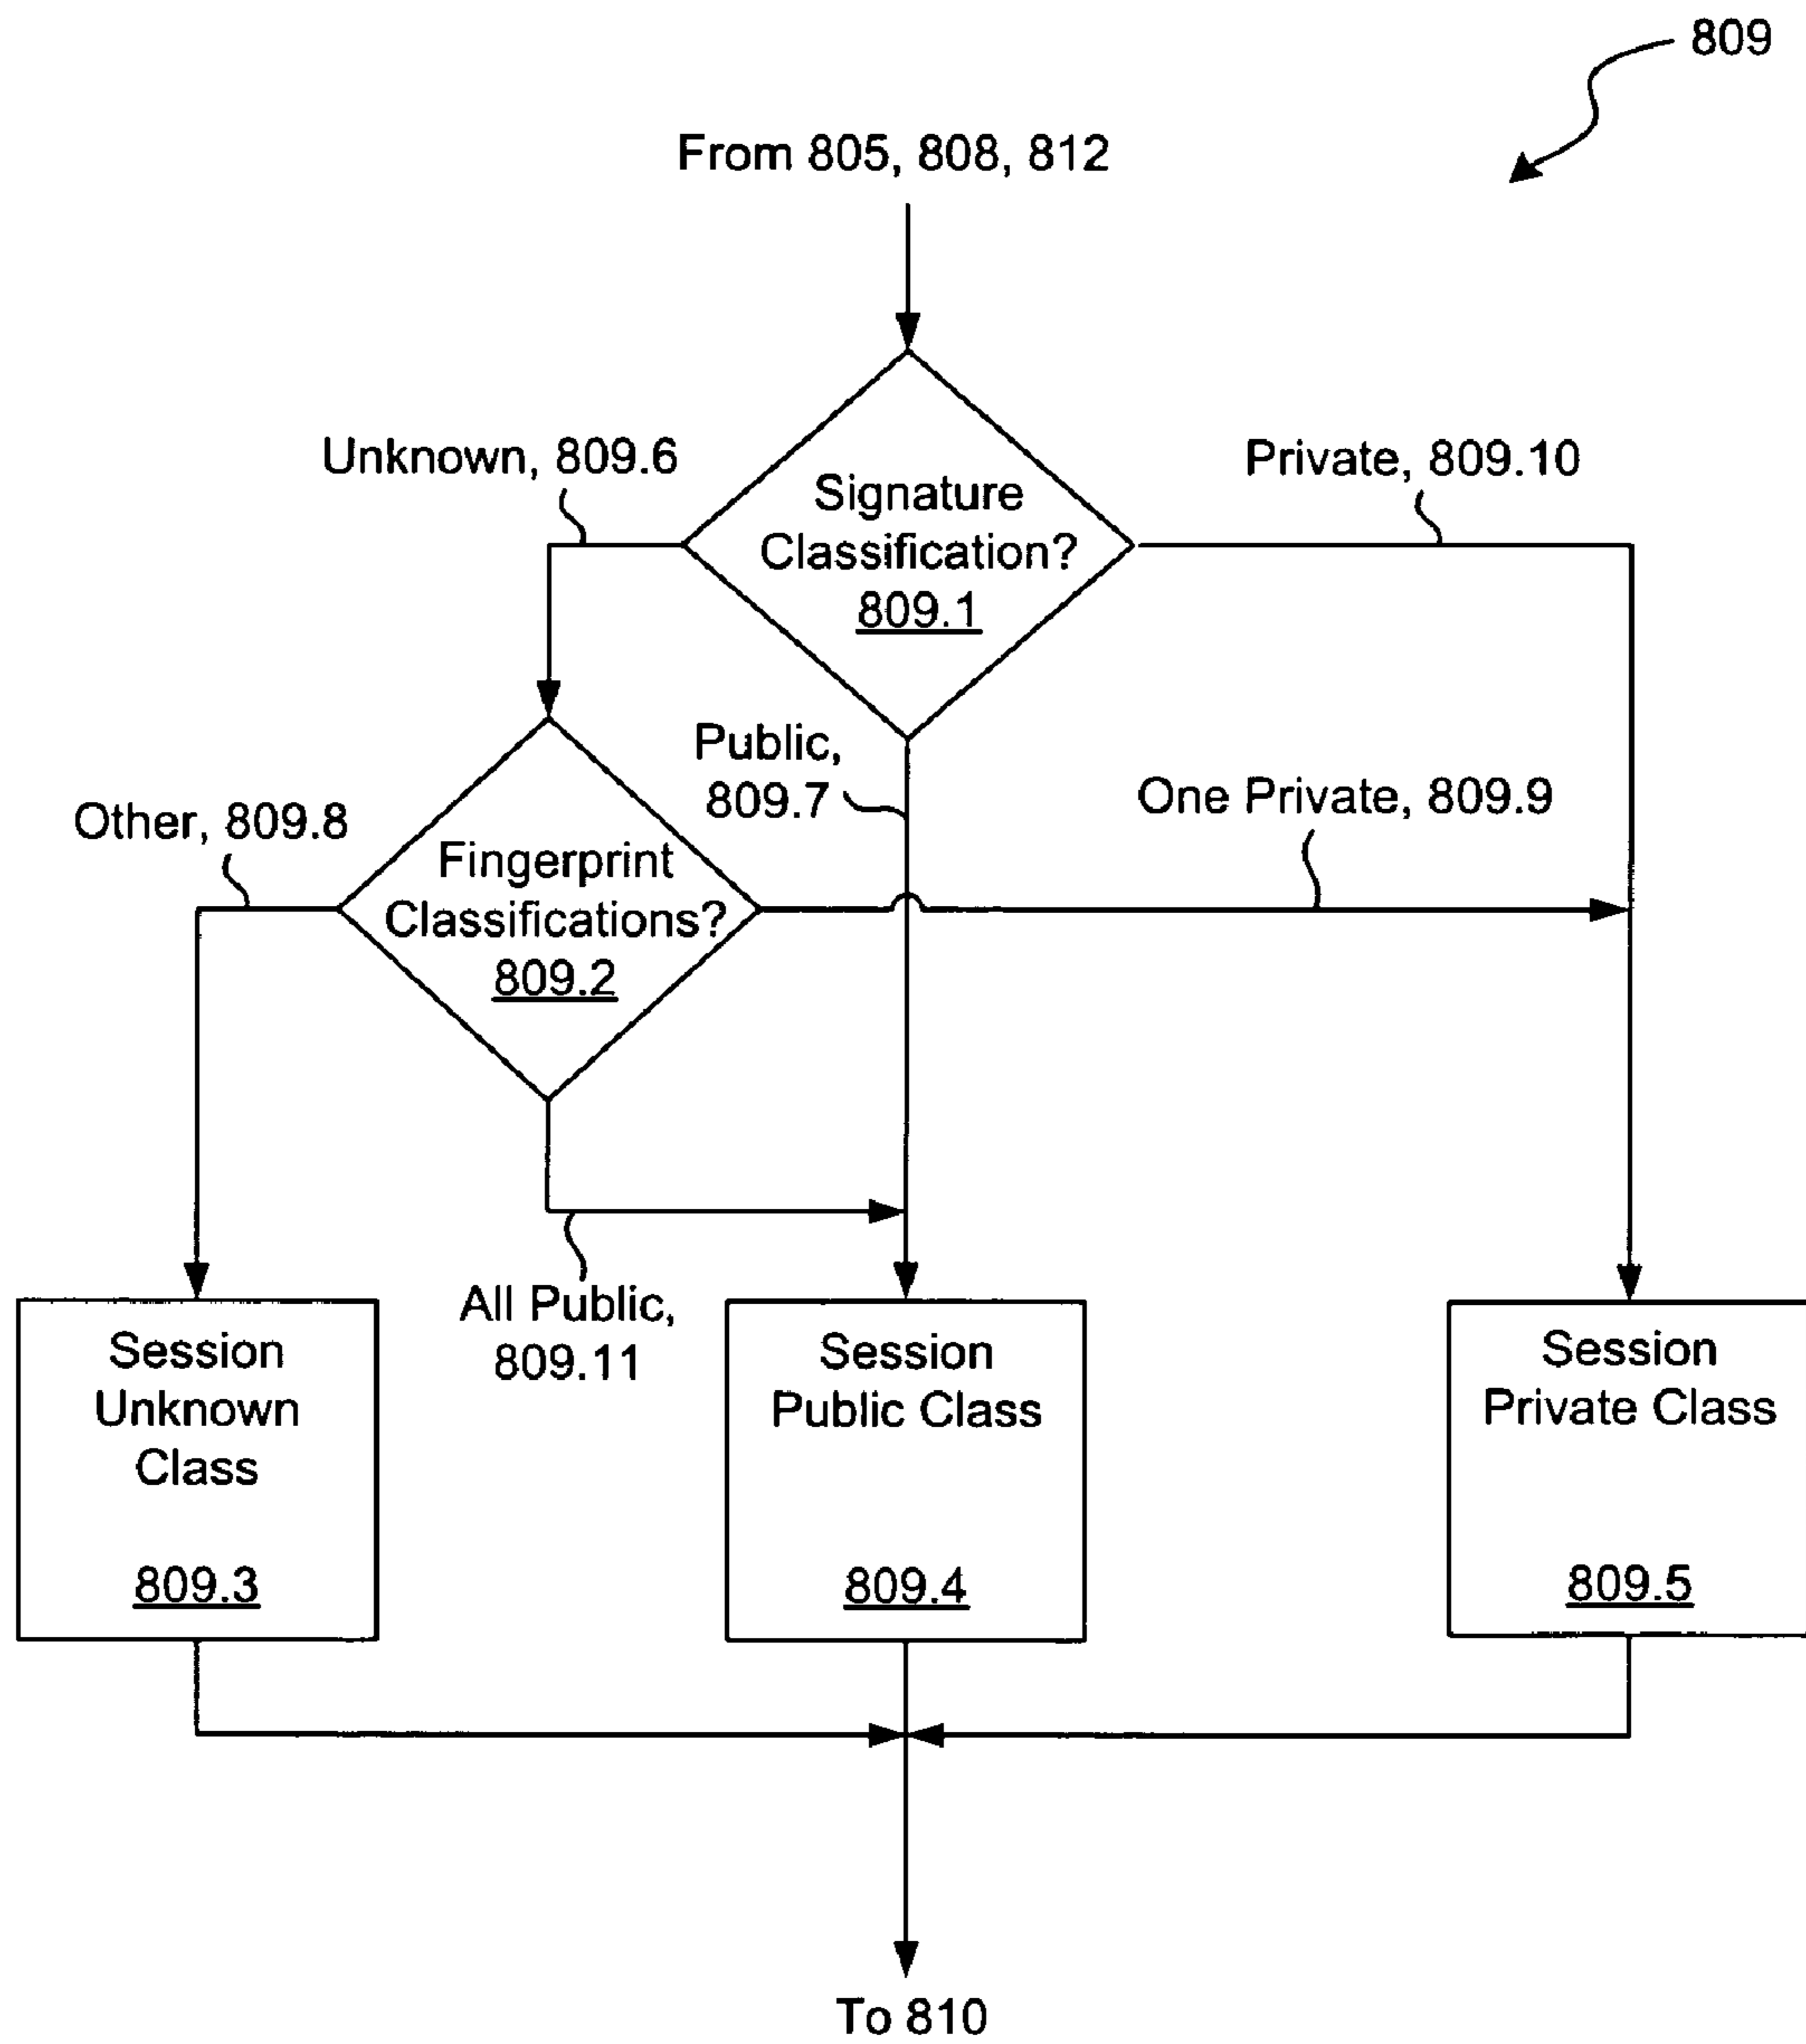 809
From 805, 808, 812
Unknown, 809.6
Private, 809.10
Signature
Classification?
809.1
Public,
809.7
One Private, 809.9
Other, 809.8
Fingerprint
Classifications?
809.2
All Public,
809.11
Session
Unknown
Class
809.3
Session
Public Class
809.4
Session
Private Class
809.5
To 810